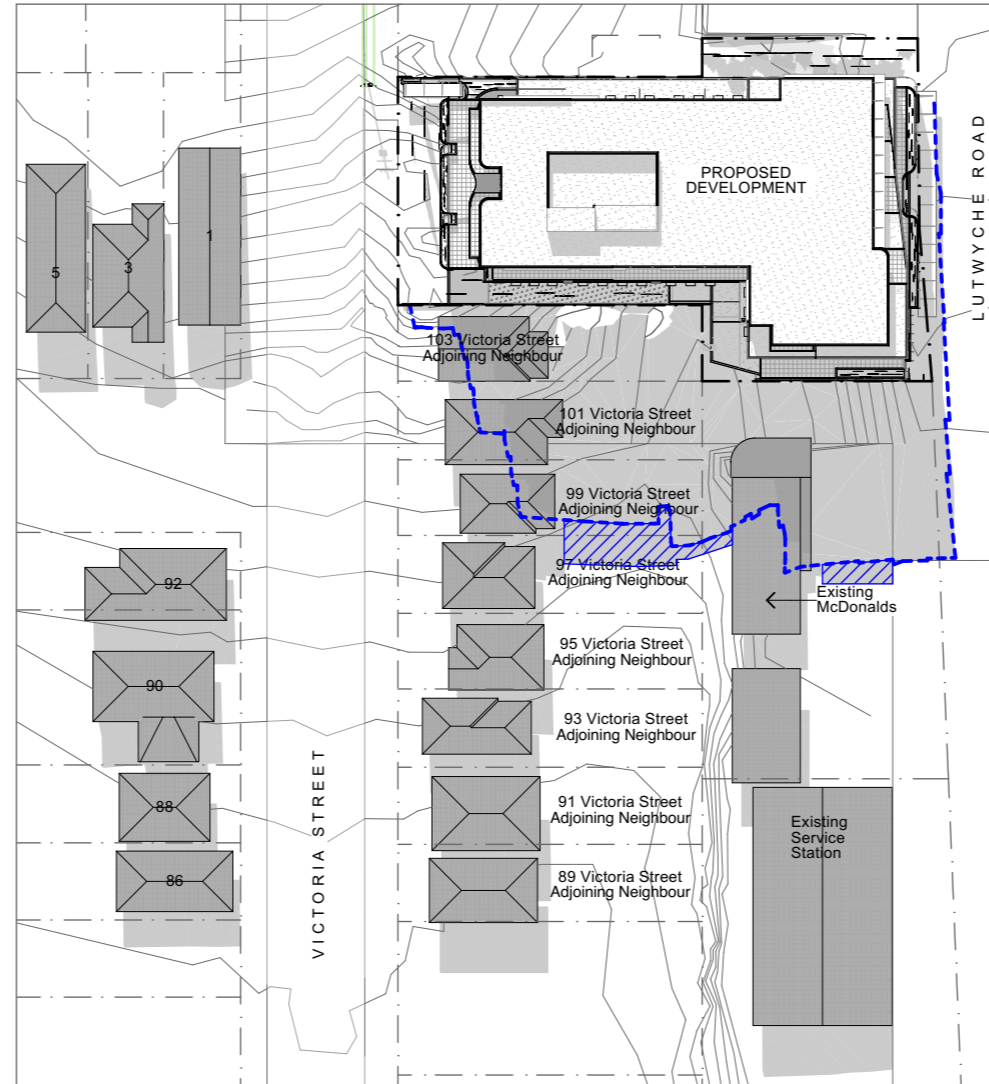 LUTWYCHE ROAD
PROPOSED
DEVELOPMENT
1
3
5
103 Victoria Street
Adjoining Neighbour
101 Victoria Street
Adjoining Neighbour
99 Victoria Street
Adjoining Neighbour
97 Victoria Street
Adjoining Neighbour
92
Existing
McDonalds
95 Victoria Street
Adjoining Neighbour
90
93 Victoria Street
Adjoining Neighbour
VICTORIA STREET
88
91 Victoria Street
Adjoining Neighbour
Existing
Service
Station
86
89 Victoria Street
Adjoining Neighbour